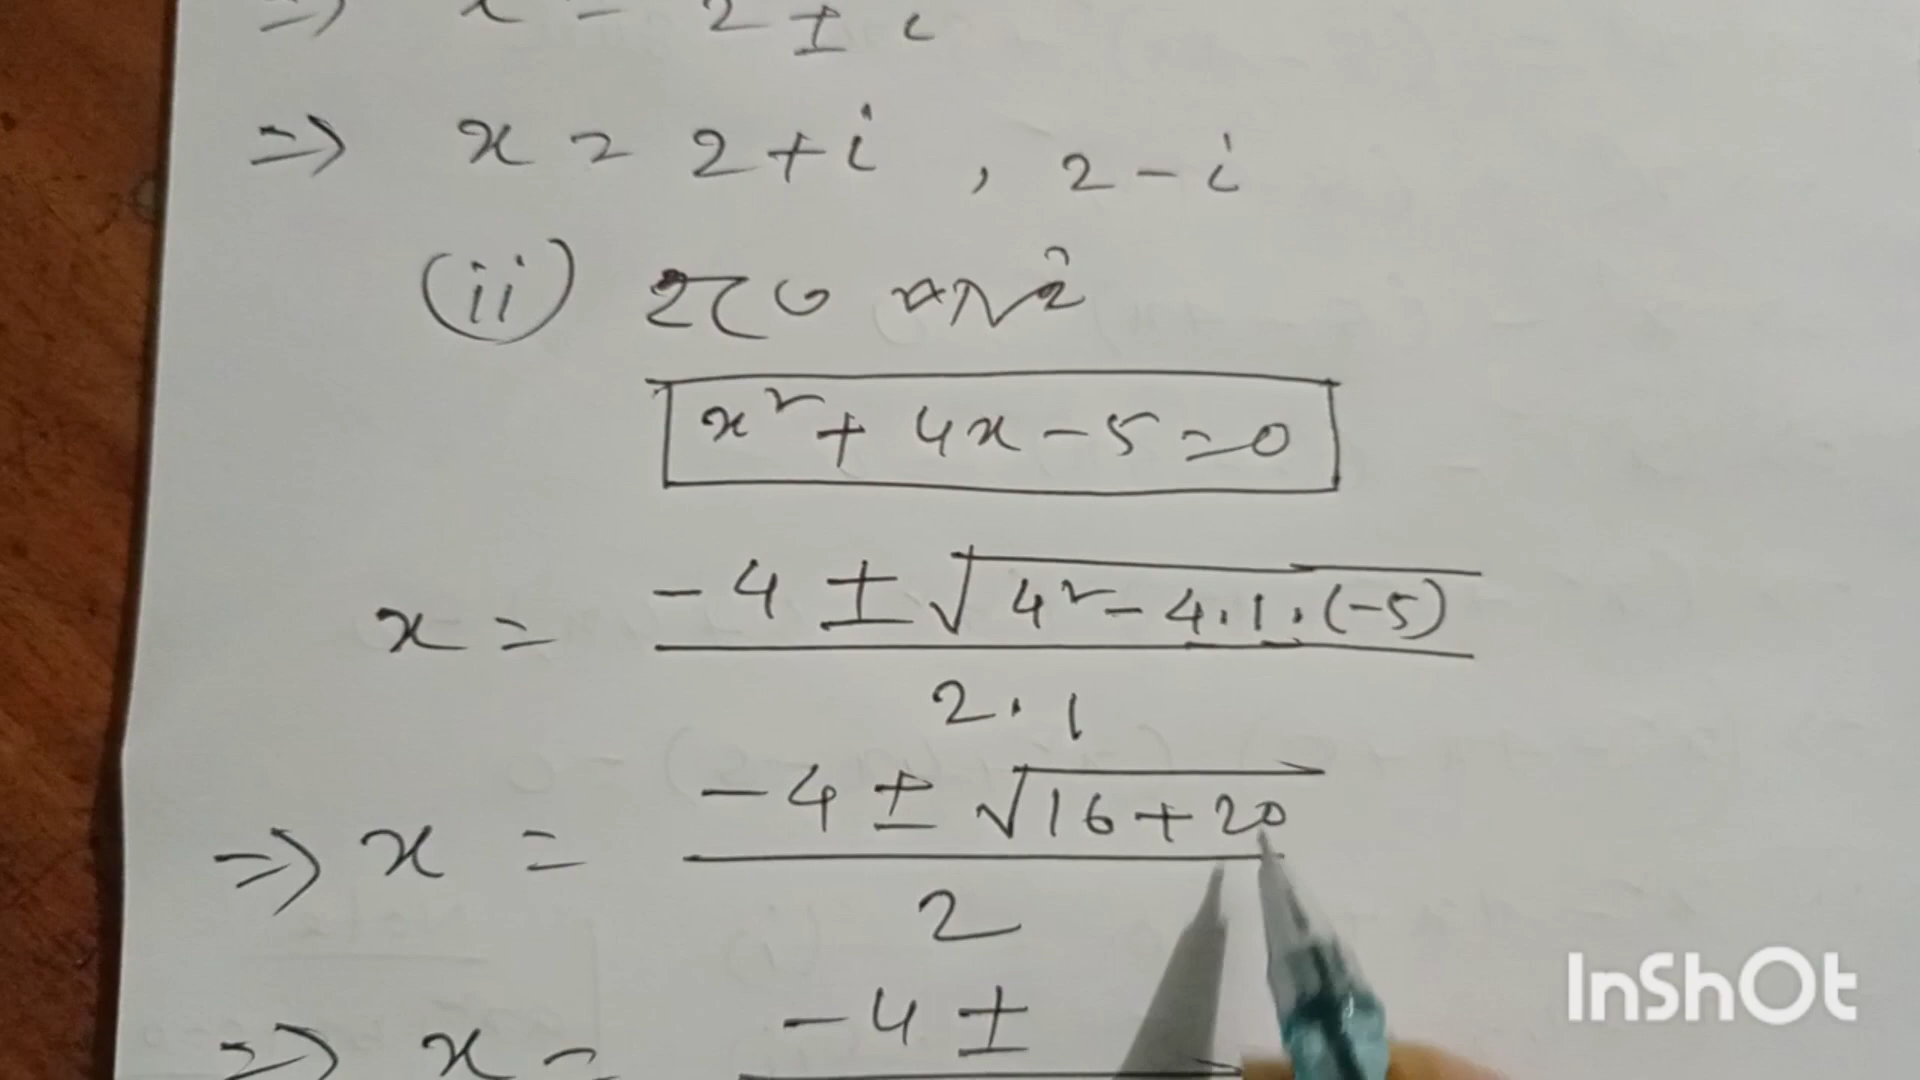 ⇒ x = 2 ± i
⇒ x = 2 + i , 2 - i
(ii)
x² + 4x - 5 = 0
x = (-4 ± √(4² - 4.1.(-5))) / 2.1
⇒ x = (-4 ± √(16 + 20)) / 2
⇒ x = -4 ±
InShOt